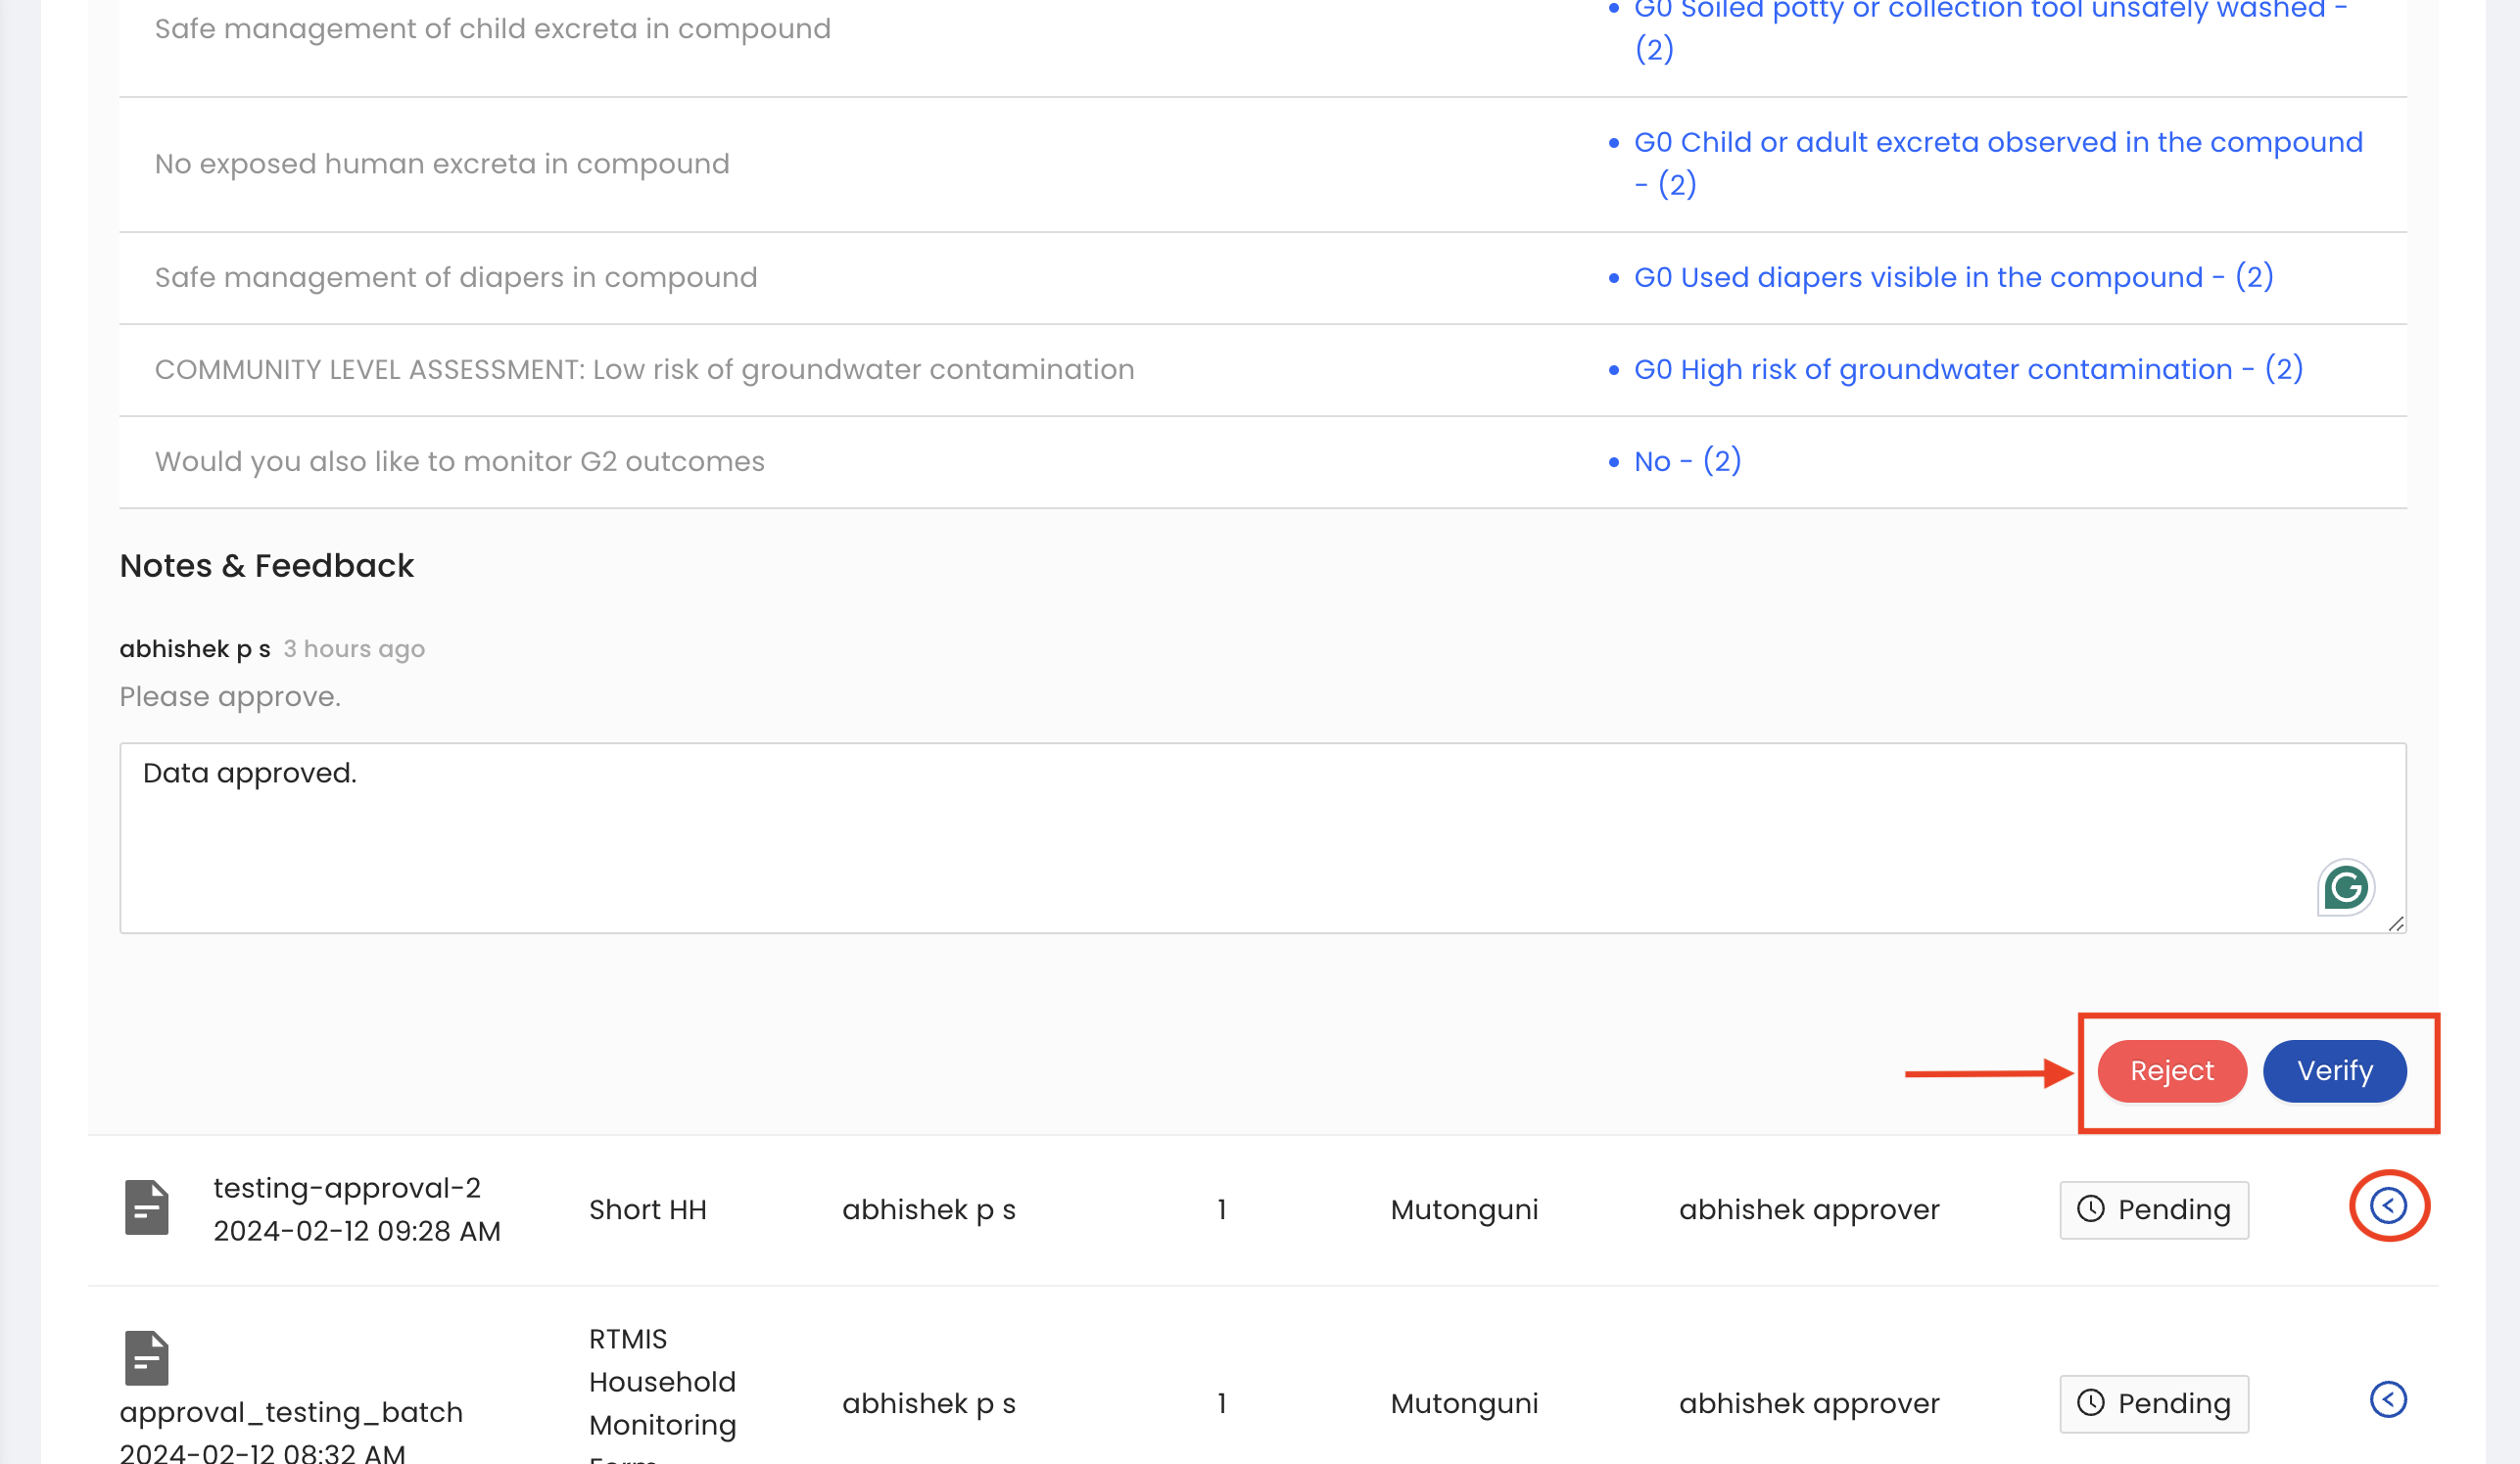 Safe management of child excreta in compound
G0 Soiled potty or collection tool unsafely washed -
(2)
No exposed human excreta in compound
G0 Child or adult excreta observed in the compound
- (2)
Safe management of diapers in compound
G0 Used diapers visible in the compound - (2)
COMMUNITY LEVEL ASSESSMENT: Low risk of groundwater contamination
G0 High risk of groundwater contamination - (2)
Would you also like to monitor G2 outcomes
No - (2)
Notes & Feedback
abhishek p s 3 hours ago
Please approve.
Data approved.
Reject Verify
testing-approval-2
2024-02-12 09:28 AM
Short HH
abhishek p s
1
Mutonguni
abhishek approver
Pending
approval_testing_batch
2024-02-12 08:32 AM
RTMIS
Household
Monitoring
Form
abhishek p s
1
Mutonguni
abhishek approver
Pending